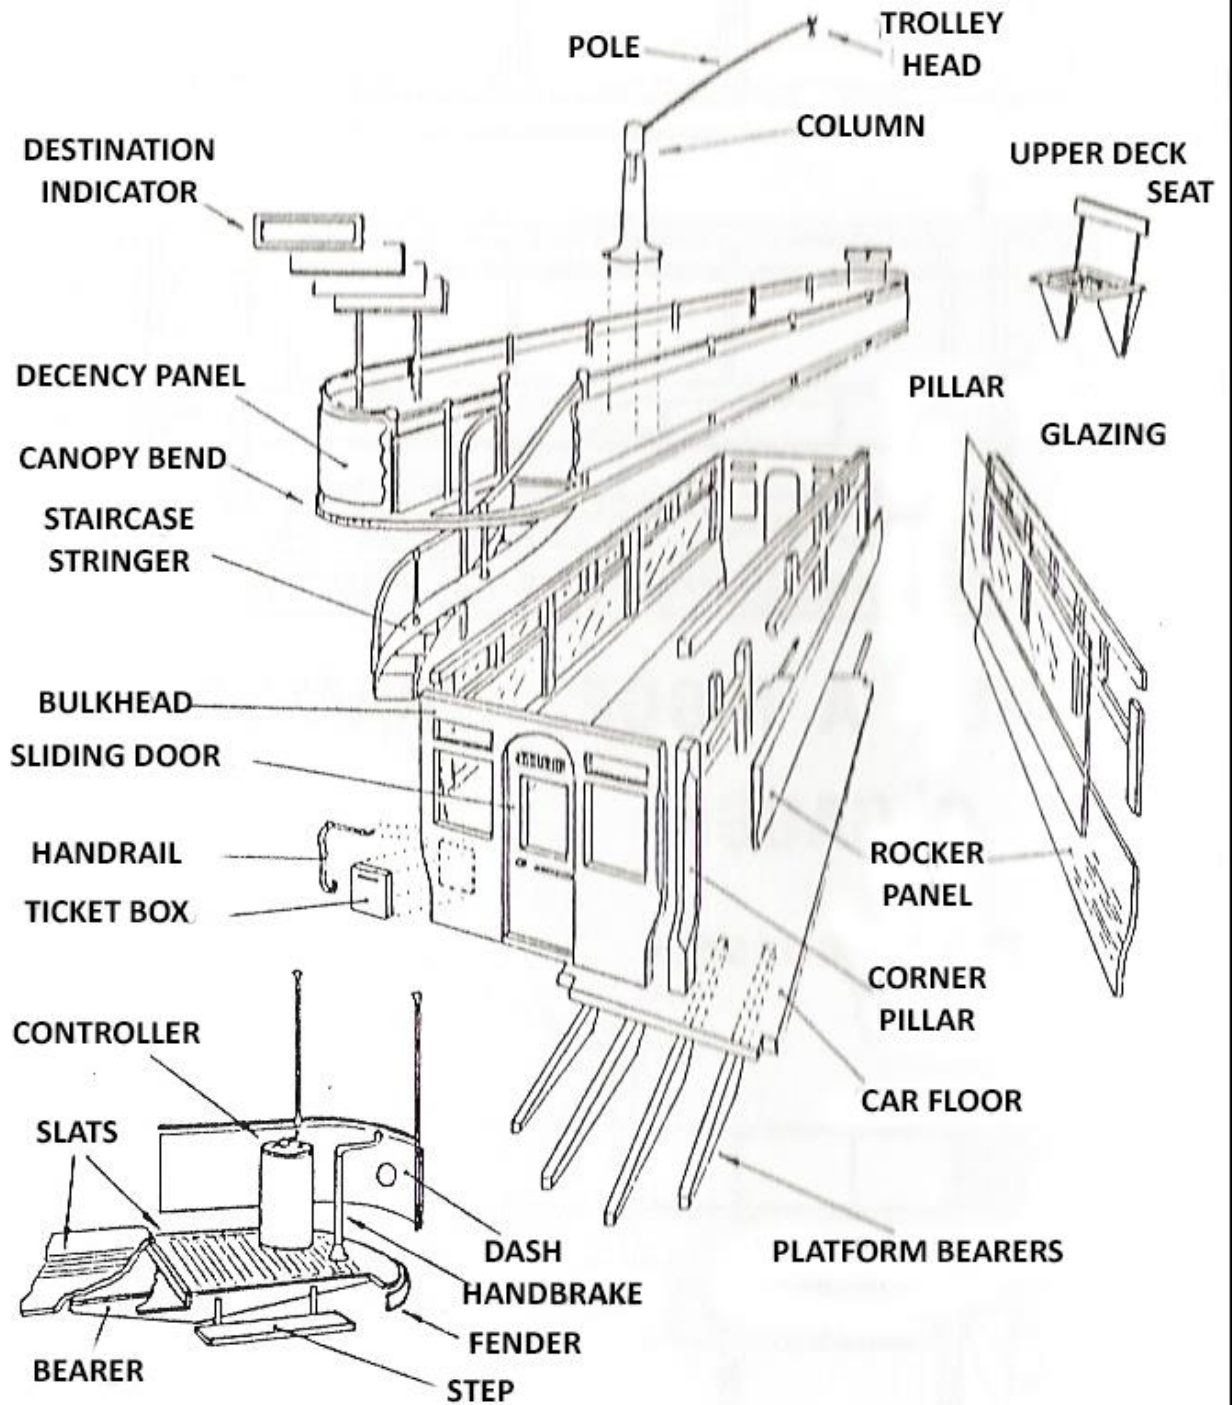 TROLLEY
HEAD
POLE
COLUMN
DESTINATION
INDICATOR
UPPER DECK
SEAT
DECENCY PANEL
PILLAR
CANOPY BEND
GLAZING
STAIRCASE
STRINGER
BULKHEAD
SLIDING DOOR
HANDRAIL
TICKET BOX
ROCKER
PANEL
CORNER
PILLAR
CONTROLLER
CAR FLOOR
SLATS
DASH
HANDBRAKE
PLATFORM BEARERS
FENDER
BEARER
STEP